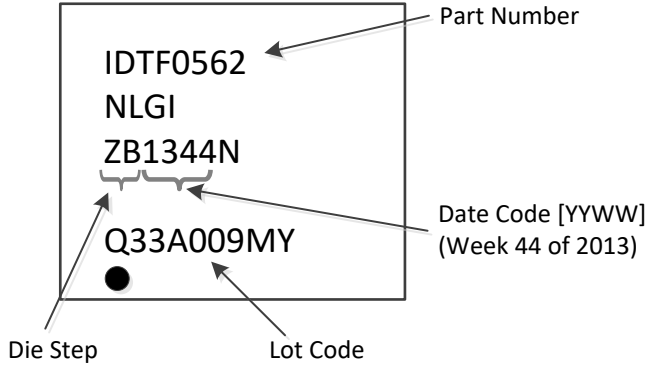 Part Number
IDTF0562
NLGI
ZB1344N
Date Code [YYWW]
(Week 44 of 2013)
Q33A009MY
Die Step
Lot Code